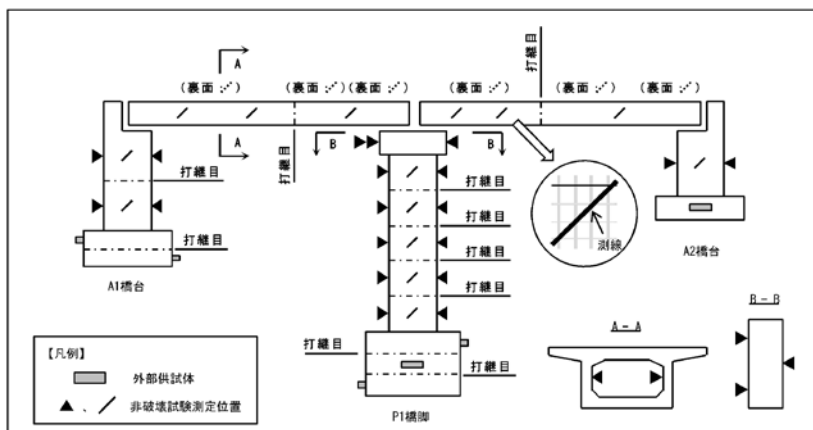 打継目
A
(裏面 ⋰)
(裏面 ⋰)
(裏面 ⋰)
(裏面 ⋰)
(裏面 ⋰)
(裏面 ⋰)
A
打継目
B
B
打継目
打継目
打継目
打継目
打継目
打継目
打継目
打継目
測線
A1橋台
A2橋台
P1橋脚
A-A
B-B
【凡例】
外部供試体
▲、/ 非破壊試験測定位置